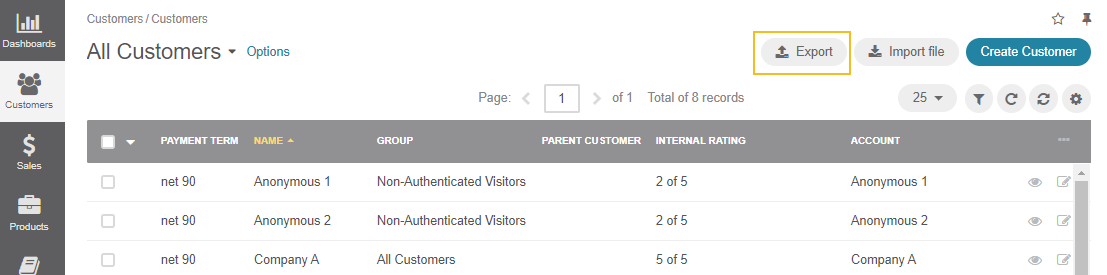 Customers / Customers
Dashboards
All Customers Options Export Import file Create Customer
Customers
Page: 1 of 1 Total of 8 records 25
PAYMENT TERM NAME GROUP PARENT CUSTOMER INTERNAL RATING ACCOUNT
Sales
net 90 Anonymous 1 Non-Authenticated Visitors 2 of 5 Anonymous 1
Products
net 90 Anonymous 2 Non-Authenticated Visitors 2 of 5 Anonymous 2
net 90 Company A All Customers 5 of 5 Company A